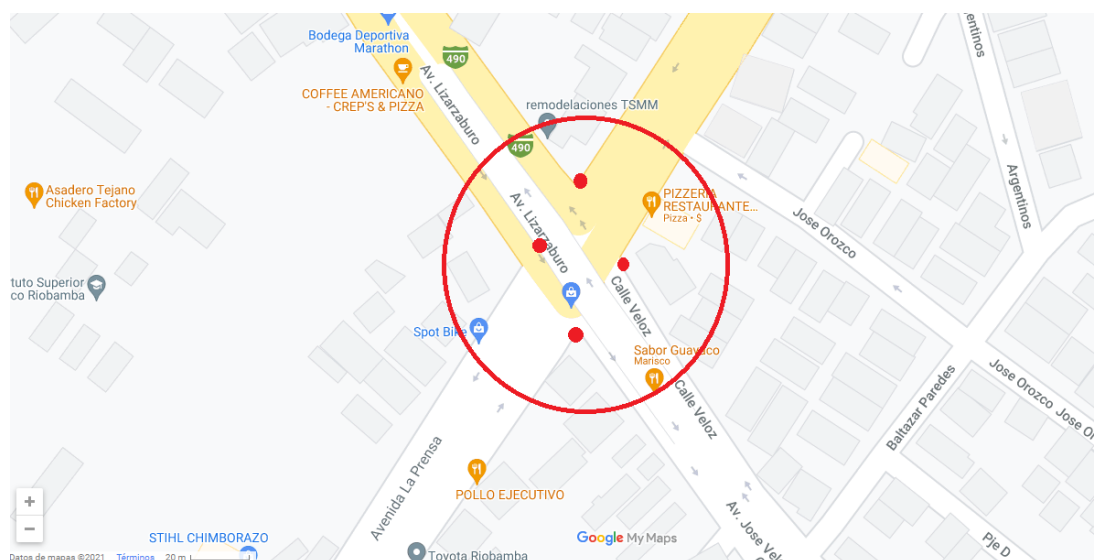 Bodega Deportiva
Marathon
490
COFFEE AMERICANO
- CREP'S & PIZZA
Av. Lizarzaburo
remodelaciones TSMM
490
Argentinos
Asadero Tejano
Chicken Factory
PIZZERIA
RESTAURANTE...
Pizza • $
Jose Orozco
Av. Lizarzaburo
tuto Superior
co Riobamba
Calle Veloz
Spot Bike
Sabor Guayaco
Marisco
Calle Veloz
Baltazar Paredes
Jose Orozco
Jose Oro
Avenida La Prensa
POLLO EJECUTIVO
Av. Jose Vel
STIHL CHIMBORAZO
Google My Maps
Pje D
Toyota Riobamba
+
−
Datos de mapas ©2021 Términos 20 m